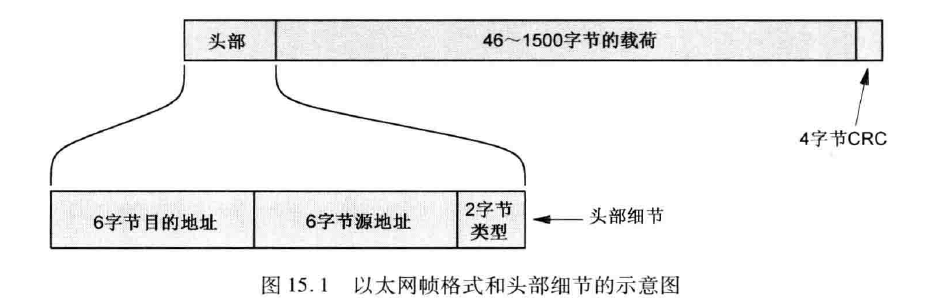 头部
46～1500字节的载荷
4字节CRC
6字节目的地址
6字节源地址
2字节
类型
头部细节
图 15.1 以太网帧格式和头部细节的示意图